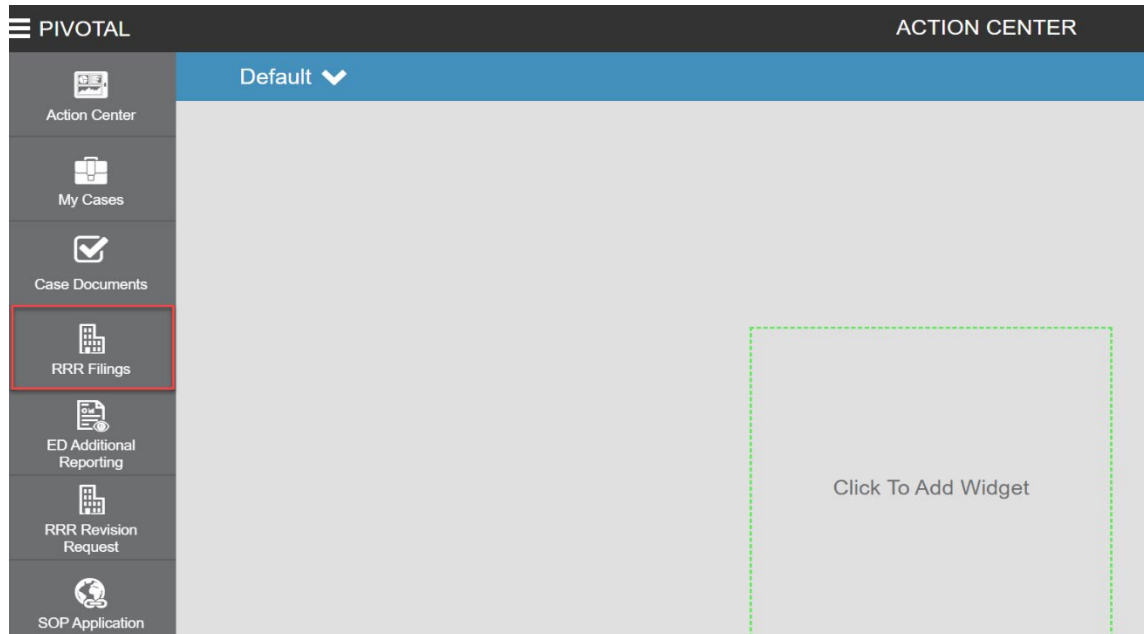 PIVOTAL
ACTION CENTER
Default
Action Center
My Cases
Case Documents
RRR Filings
ED Additional
Reporting
RRR Revision
Request
SOP Application
Click To Add Widget